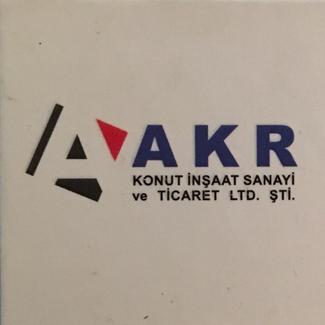 A AKR
KONUT İNŞAAT SANAYİ
ve TİCARET LTD. ŞTİ.